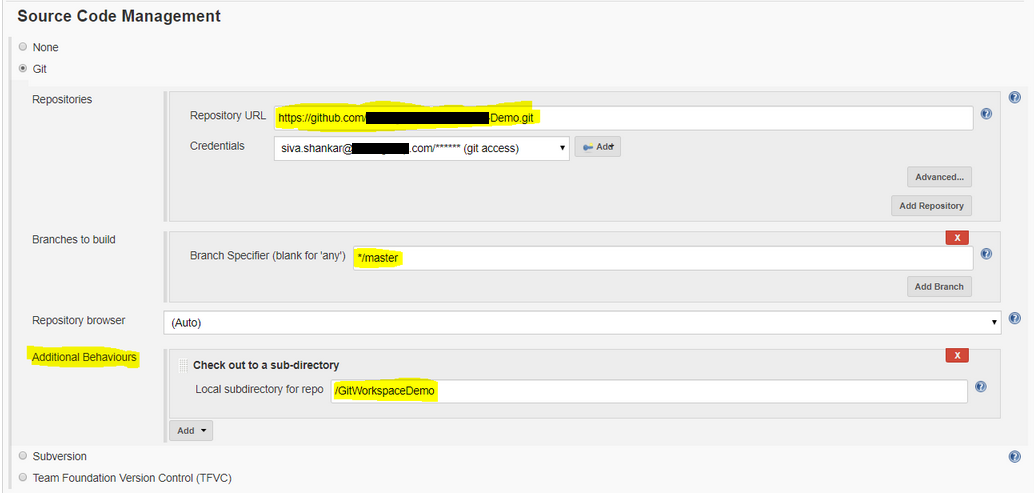 Source Code Management
None
Git
Repositories
Repository URL https://github.com/ -Demo.git
Credentials siva.shankar@ .com/****** (git access) Add
Advanced...
Add Repository
Branches to build
X
Branch Specifier (blank for 'any') */master
Add Branch
Repository browser (Auto)
Additional Behaviours
Check out to a sub-directory X
Local subdirectory for repo /GitWorkspaceDemo
Add
Subversion
Team Foundation Version Control (TFVC)